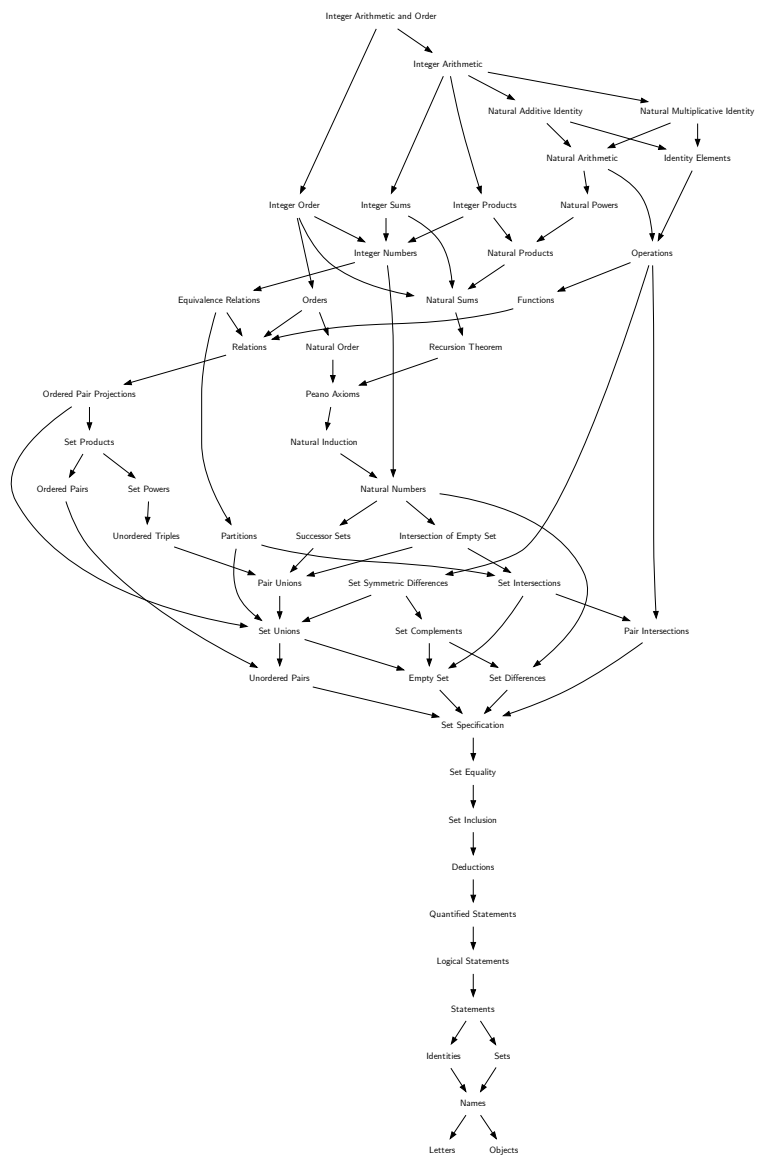 Integer Arithmetic and Order
Integer Arithmetic
Natural Additive Identity
Natural Multiplicative Identity
Natural Arithmetic
Identity Elements
Integer Order
Integer Sums
Integer Products
Natural Powers
Integer Numbers
Natural Products
Operations
Equivalence Relations
Orders
Natural Sums
Functions
Relations
Natural Order
Recursion Theorem
Ordered Pair Projections
Peano Axioms
Set Products
Natural Induction
Ordered Pairs
Set Powers
Natural Numbers
Unordered Triples
Partitions
Successor Sets
Intersection of Empty Set
Pair Unions
Set Symmetric Differences
Set Intersections
Set Unions
Set Complements
Pair Intersections
Unordered Pairs
Empty Set
Set Differences
Set Specification
Set Equality
Set Inclusion
Deductions
Quantified Statements
Logical Statements
Statements
Identities
Sets
Names
Letters
Objects